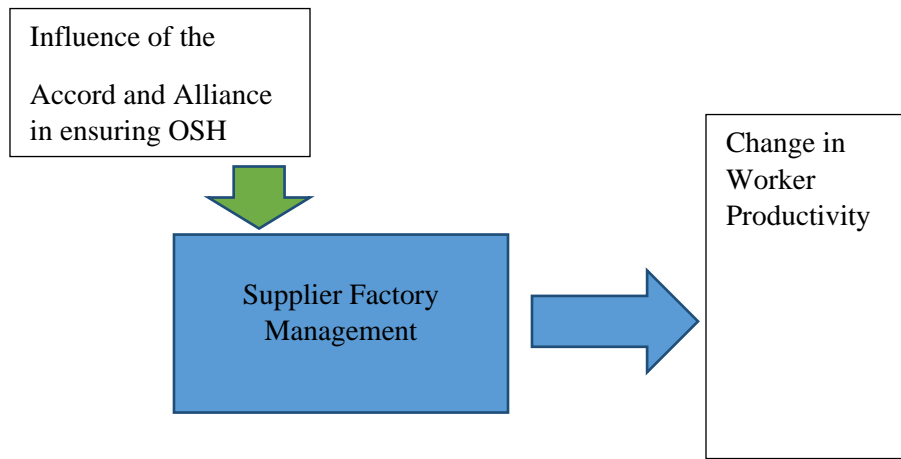 Influence of the
Accord and Alliance
in ensuring OSH
Change in
Worker
Productivity
Supplier Factory
Management